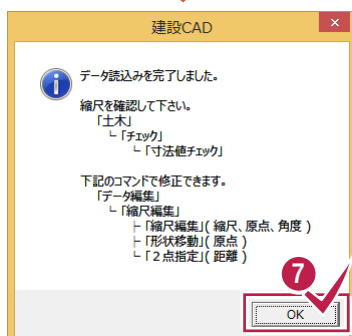 建設CAD
データ読込みを完了しました。
縮尺を確認して下さい。
「土木」
└「チェック」
└「寸法値チェック」
下記のコマンドで修正できます。
「データ編集」
└「縮尺編集」
├「縮尺編集」( 縮尺、原点、角度 )
├「形状移動」( 原点 )
└「２点指定」( 距離 )
7
OK